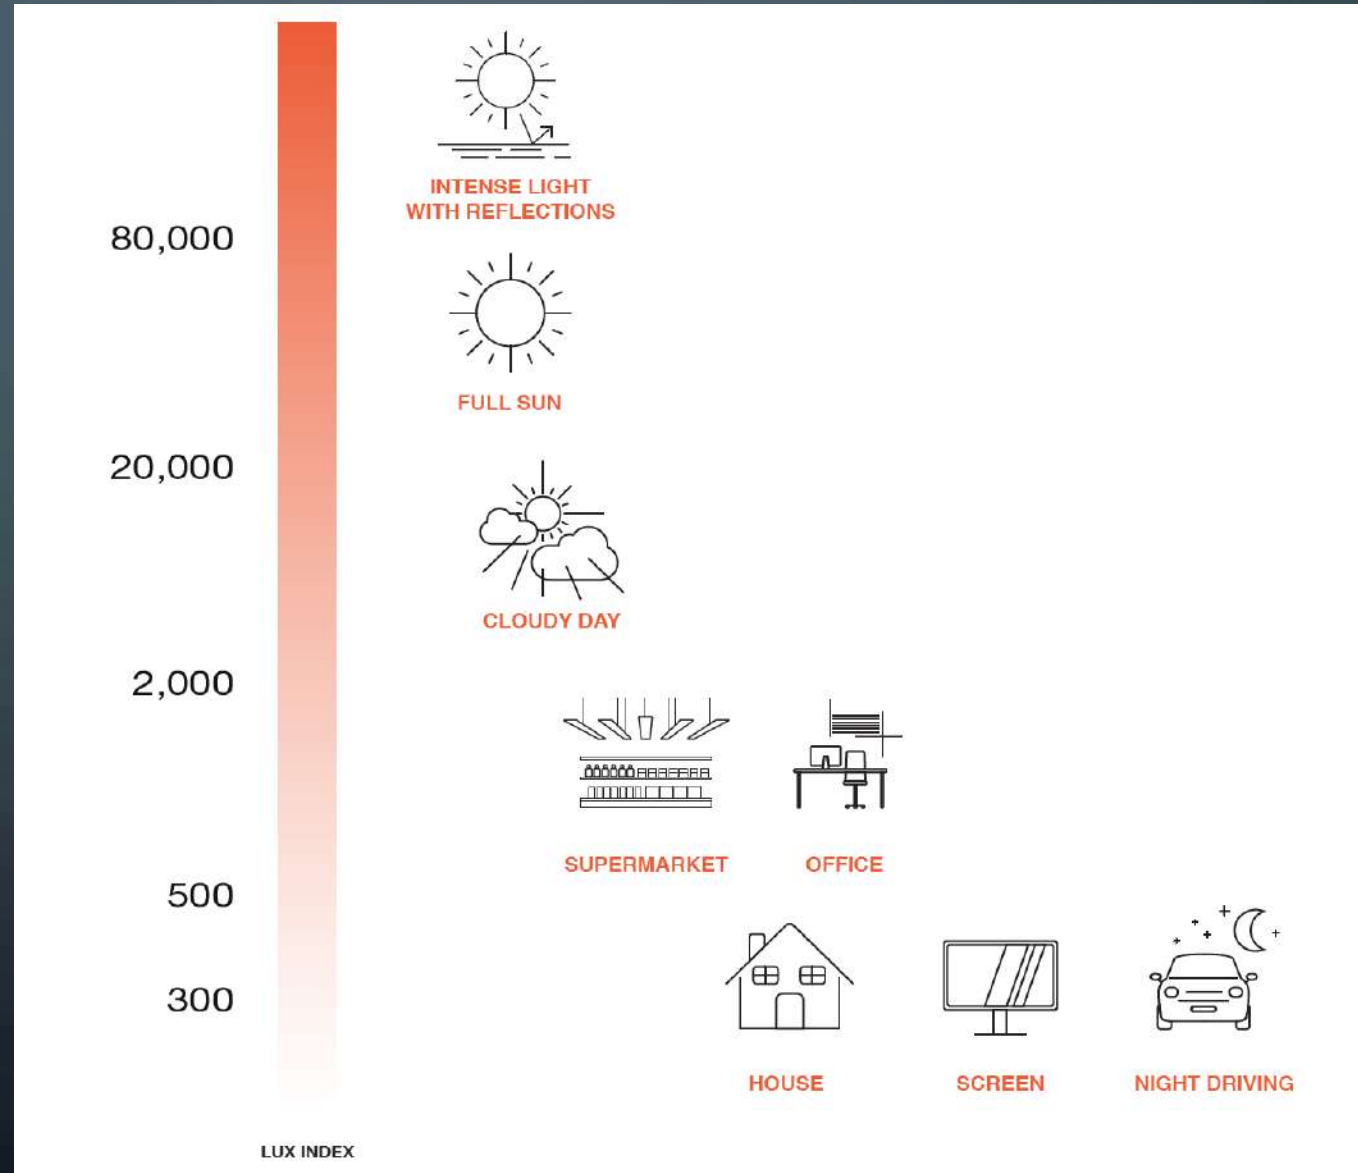 INTENSE LIGHT
WITH REFLECTIONS
80,000
FULL SUN
20,000
CLOUDY DAY
2,000
SUPERMARKET
OFFICE
500
300
HOUSE
SCREEN
NIGHT DRIVING
LUX INDEX